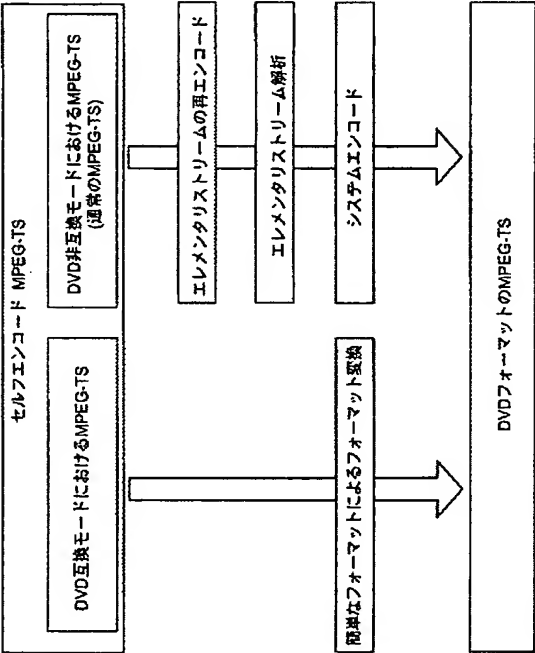 セルフエンコード MPEG-TS
DVD互換モードにおけるMPEG-TS
DVD非互換モードにおけるMPEG-TS
(通常のMPEG-TS)
簡単なフォーマットによるフォーマット変換
エレメンタリストリームの再エンコード
エレメンタリストリーム解析
システムエンコード
DVDフォーマットのMPEG-TS